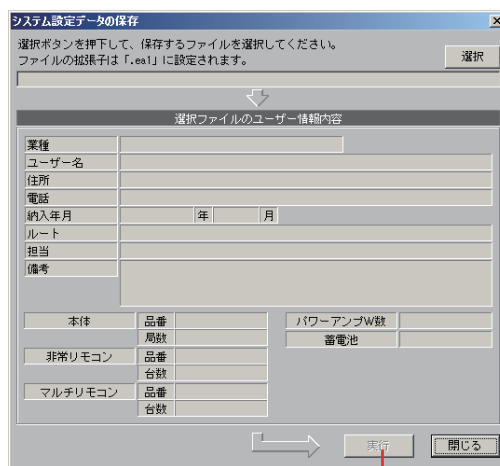 システム設定データの保存
選択ボタンを押下して、保存するファイルを選択してください。
ファイルの拡張子は「.ea1」に設定されます。
選択
選択ファイルのユーザー情報内容
業種
ユーザー名
住所
電話
納入年月 年 月
ルート
担当
備考
本体 品番 パワーアンプW数
局数 蓄電池
非常リモコン 品番
台数
マルチリモコン 品番
台数
実行 閉じる